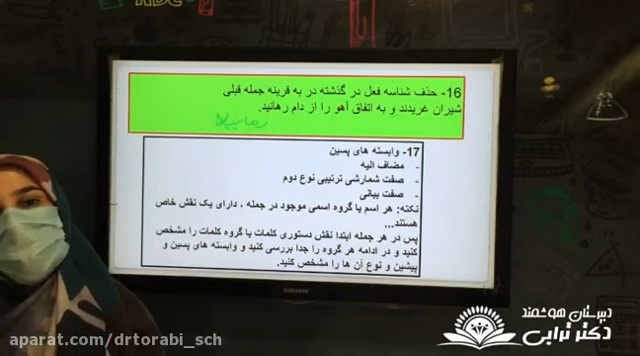 16- حذف شناسه فعل در گذشته در به قرینه جمله قبلی
شیران غریدند و به اتفاق آهو را از دام رهانید.
17- وابسته های پسین
- مضاف الیه
- صفت شمارشی ترتیبی نوع دوم
- صفت بیانی
نکته: هر اسم یا گروه اسمی موجود در جمله ، دارای یک نقش خاص
هستند...
پس در هر جمله ابتدا نقش دستوری کلمات یا گروه کلمات را مشخص
کنید و در ادامه هر گروه را جدا بررسی کنید و وابسته های پسین و
پیشین و نوع آن ها را مشخص کنید.
SAMSUNG
دبیرستان هوشمند
دکتر ترابی
aparat.com/drtorabi_sch